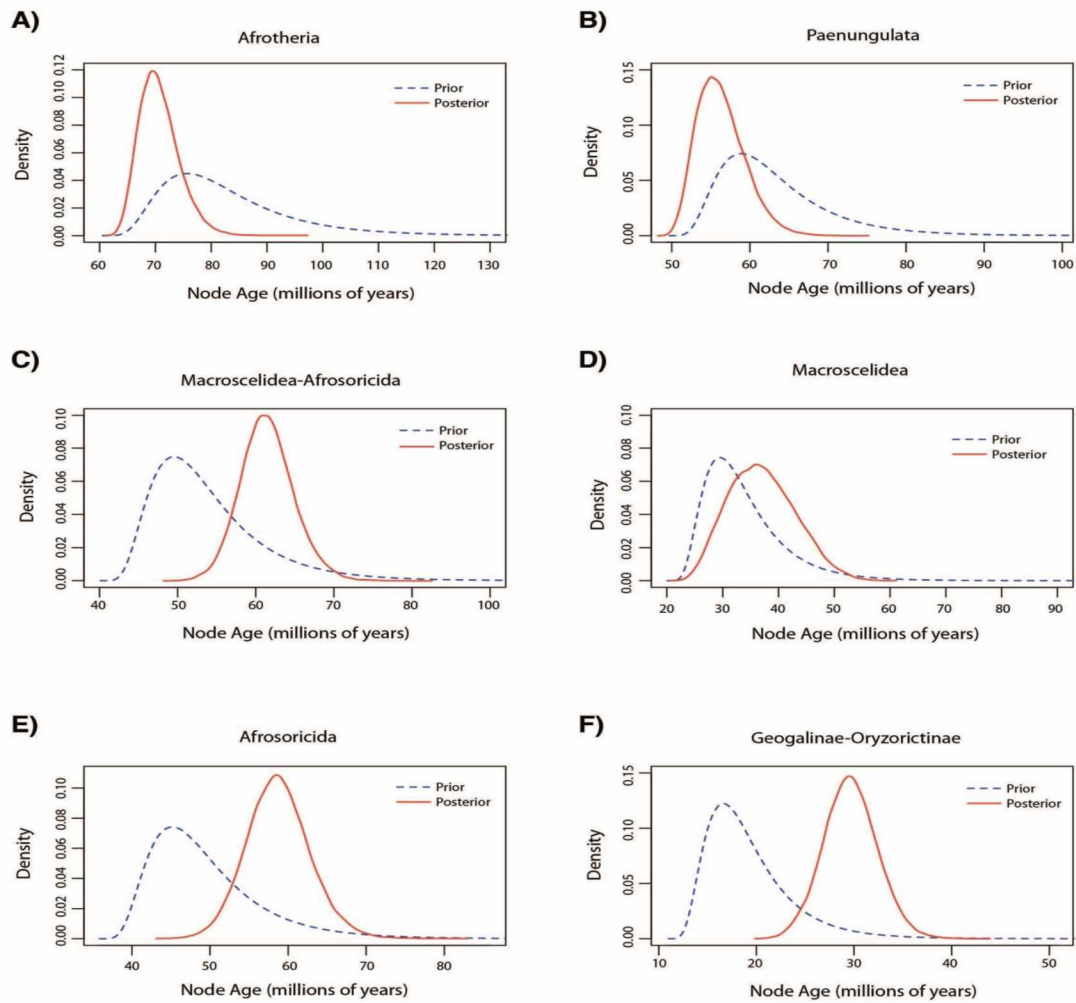 A)
Afrotheria
Density
0.00 0.02 0.04 0.06 0.08 0.10 0.12
Prior
Posterior
60 70 80 90 100 110 120 130
Node Age (millions of years)
B)
Paenungulata
Density
0.00 0.05 0.10 0.15
Prior
Posterior
50 60 70 80 90 100
Node Age (millions of years)
C)
Macroscelidea-Afrosoricida
Density
0.00 0.02 0.04 0.06 0.08 0.10
Prior
Posterior
40 50 60 70 80 90 100
Node Age (millions of years)
D)
Macroscelidea
Density
0.00 0.02 0.04 0.06 0.08 0.10
Prior
Posterior
20 30 40 50 60 70 80 90
Node Age (millions of years)
E)
Afrosoricida
Density
0.00 0.02 0.04 0.06 0.08 0.10
Prior
Posterior
40 50 60 70 80
Node Age (millions of years)
F)
Geogalinae-Oryzorictinae
Density
0.00 0.05 0.10 0.15
Prior
Posterior
10 20 30 40 50
Node Age (millions of years)